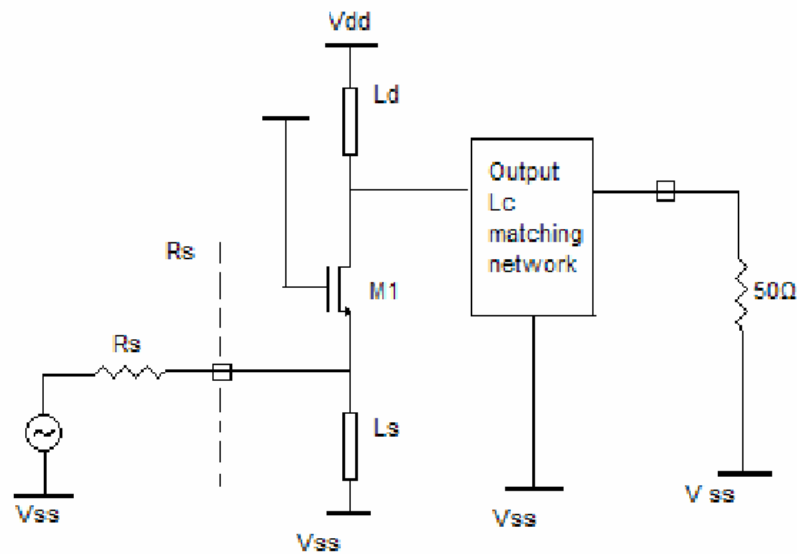 Vdd
Ld
Output
Lc
matching
network
Rs
M1
50Ω
Rs
Ls
Vss
Vss
Vss
V ss